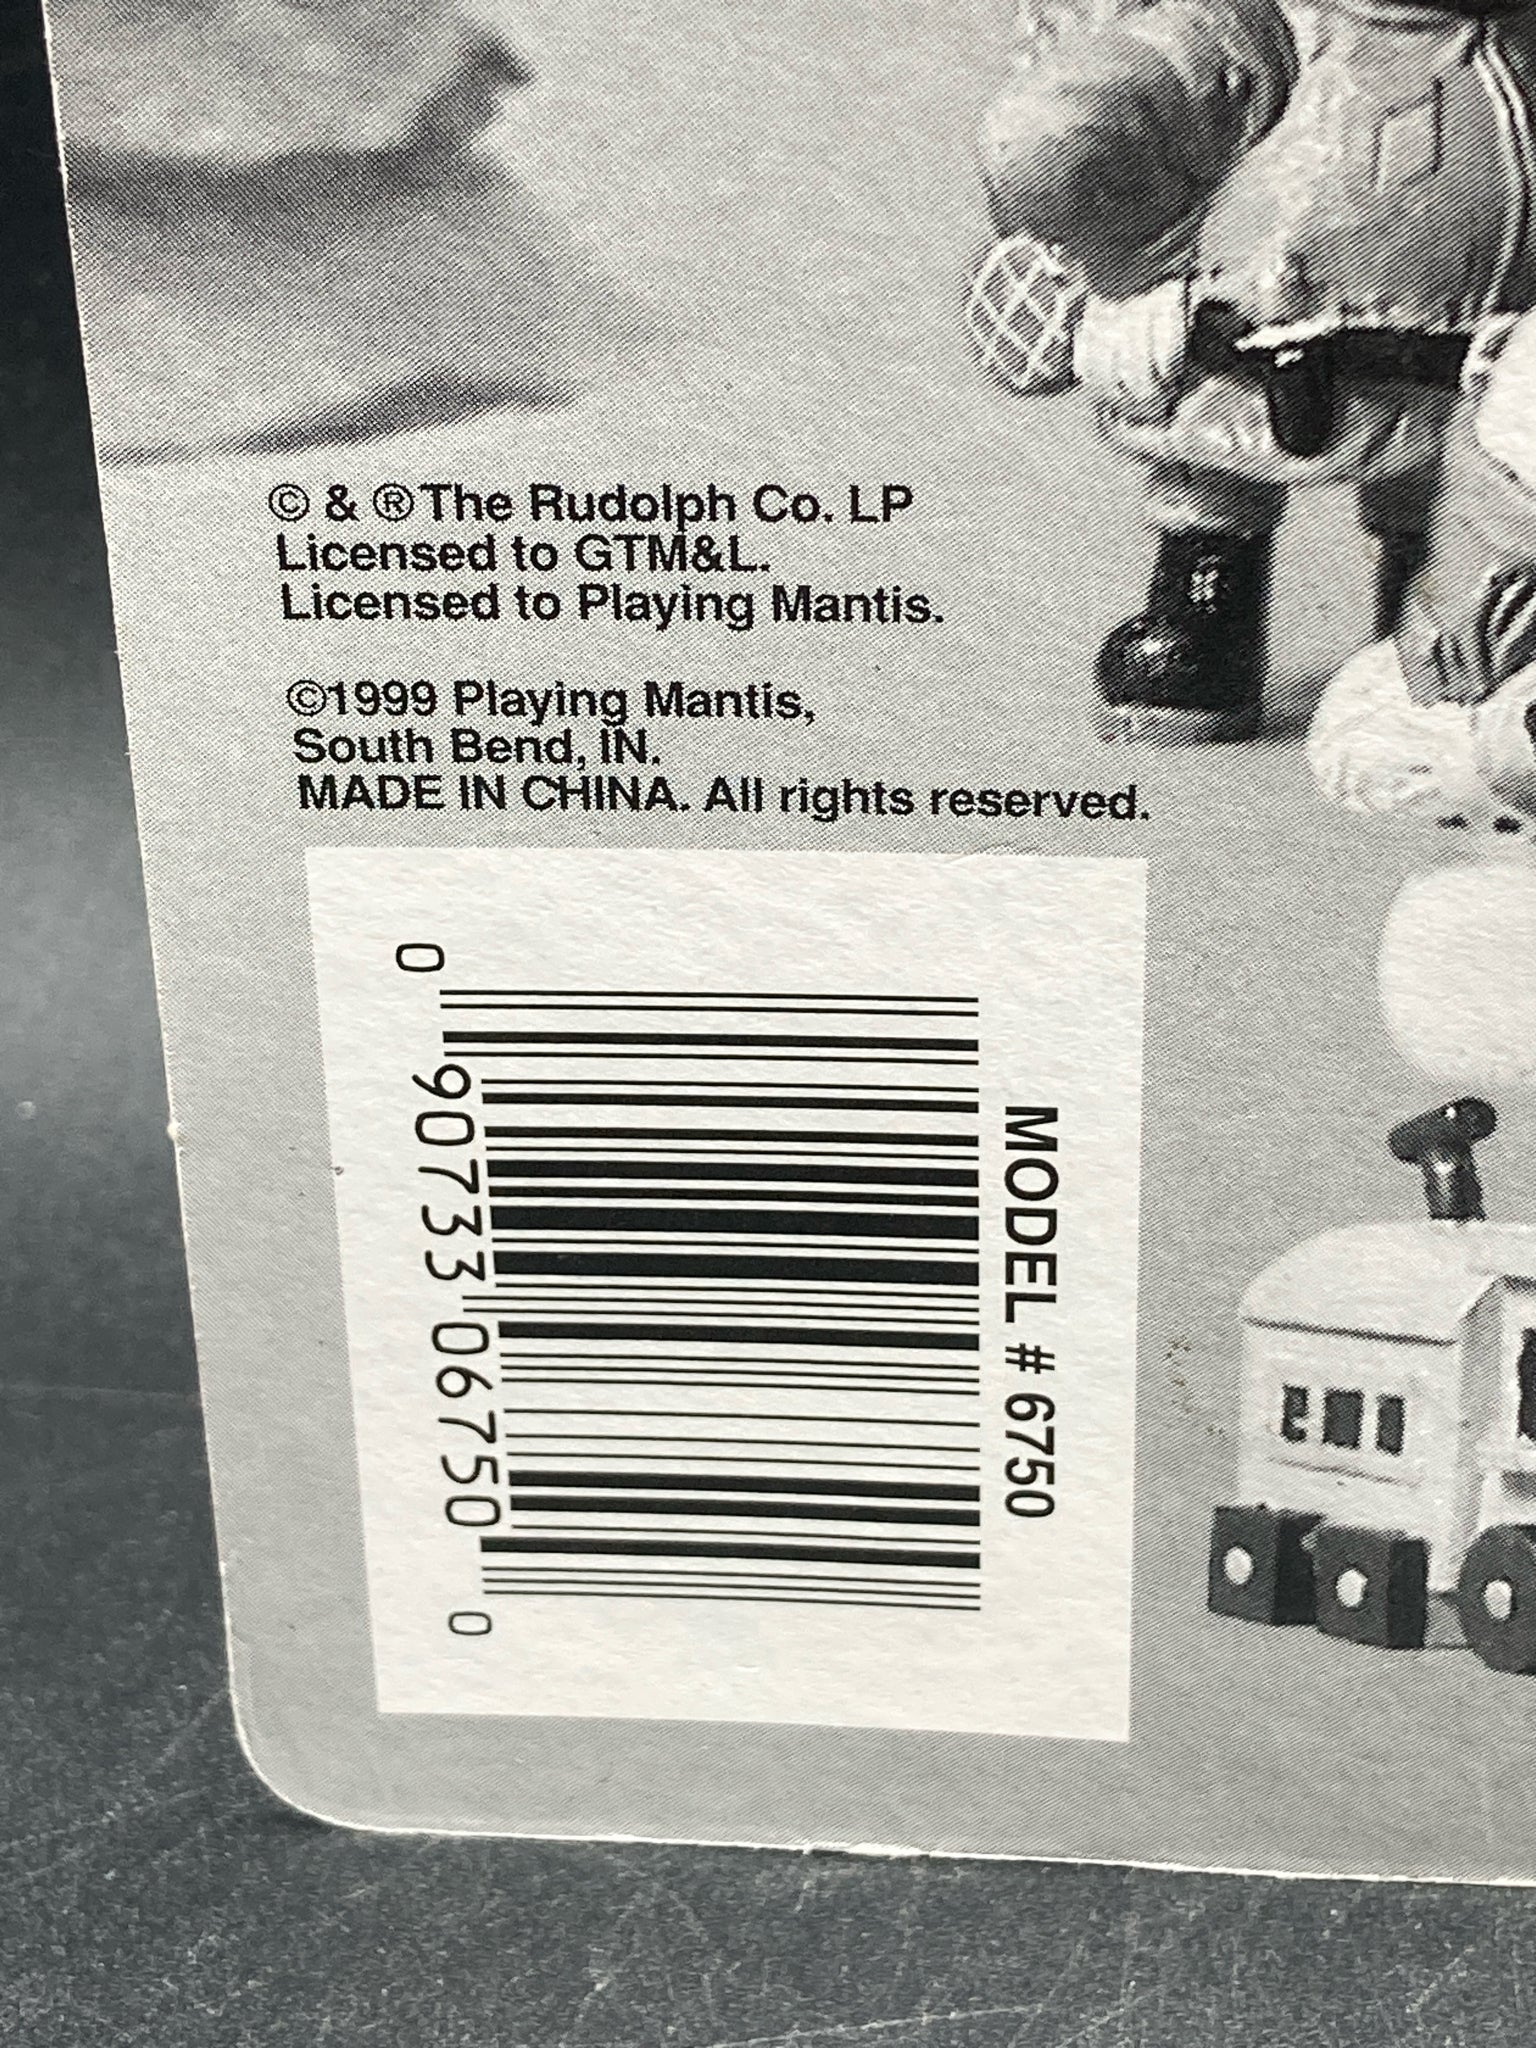 © & ® The Rudolph Co. LP
Licensed to GTM&L.
Licensed to Playing Mantis.
©1999 Playing Mantis,
South Bend, IN.
MADE IN CHINA. All rights reserved.
MODEL # 6750
0 90733 06750 0